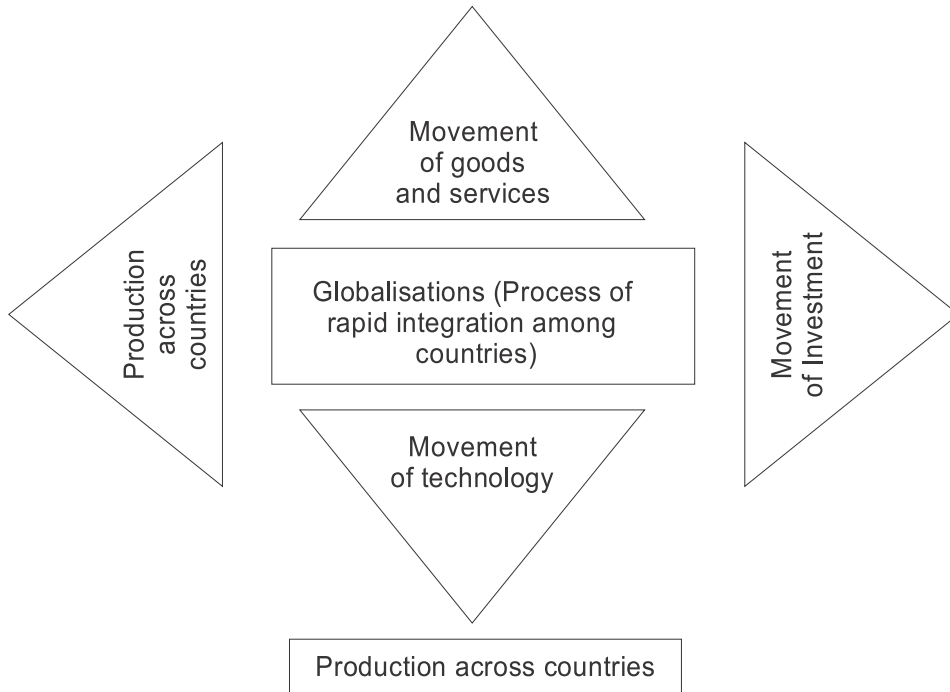 Movement
of goods
and services
Production
across
countries
Globalisations (Process of
rapid integration among
countries)
Movement
of Investment
Movement
of technology
Production across countries